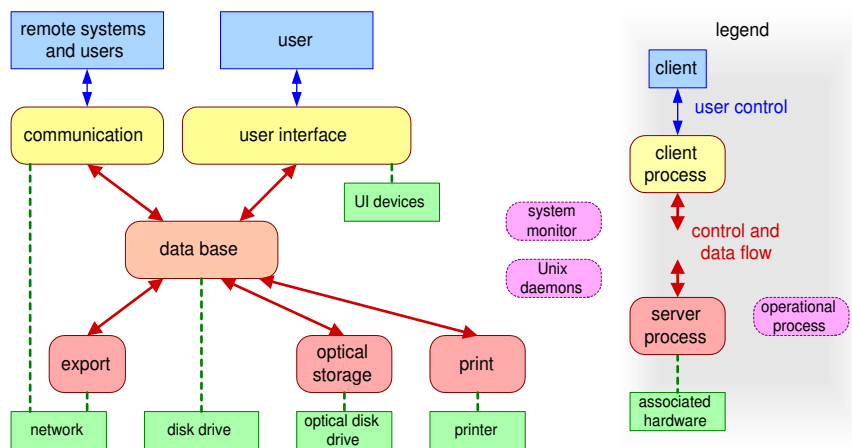 remote systems
and users
user
communication
user interface
UI devices
data base
system
monitor
Unix
daemons
export
optical
storage
print
network
disk drive
optical disk
drive
printer
legend
client
user control
client
process
control and
data flow
server
process
operational
process
associated
hardware